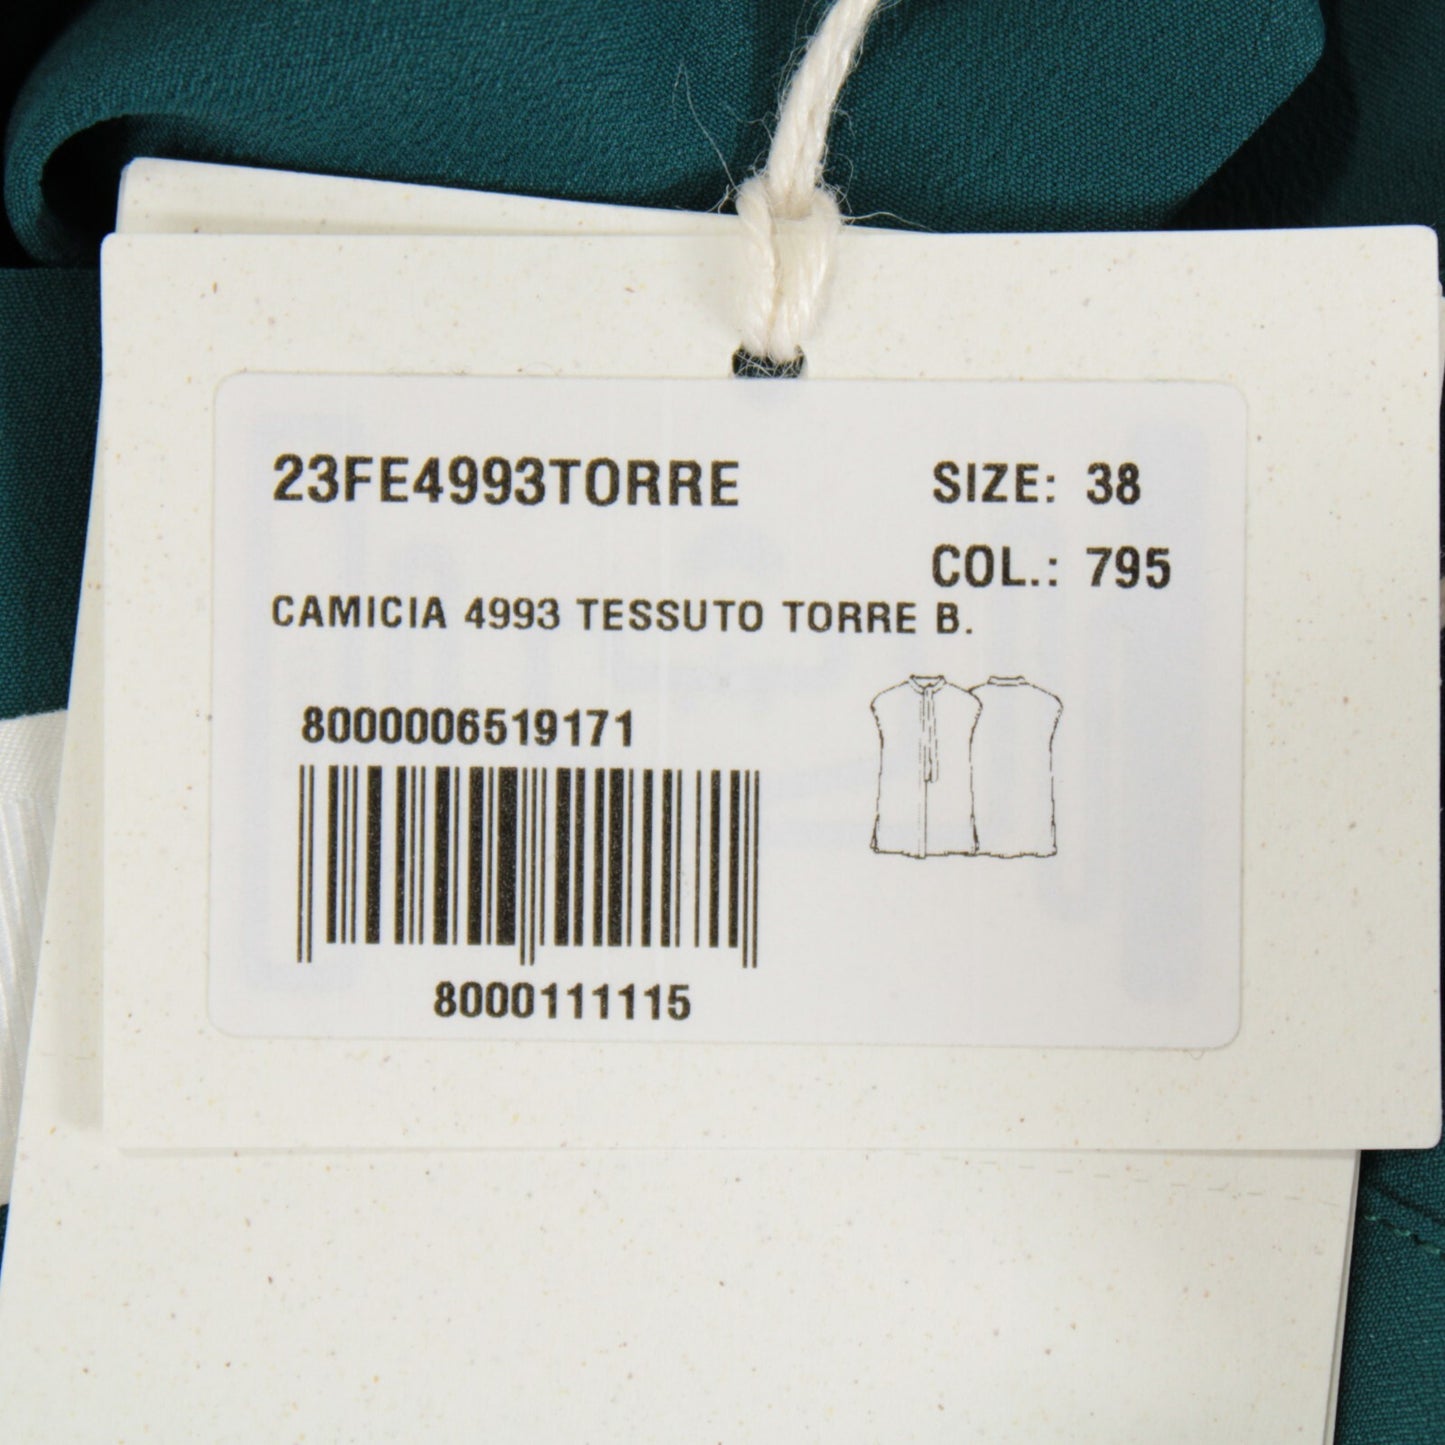 23FE4993TORRE
SIZE: 38
COL.: 795
CAMICIA 4993 TESSUTO TORRE B.
8000006519171
8000111115